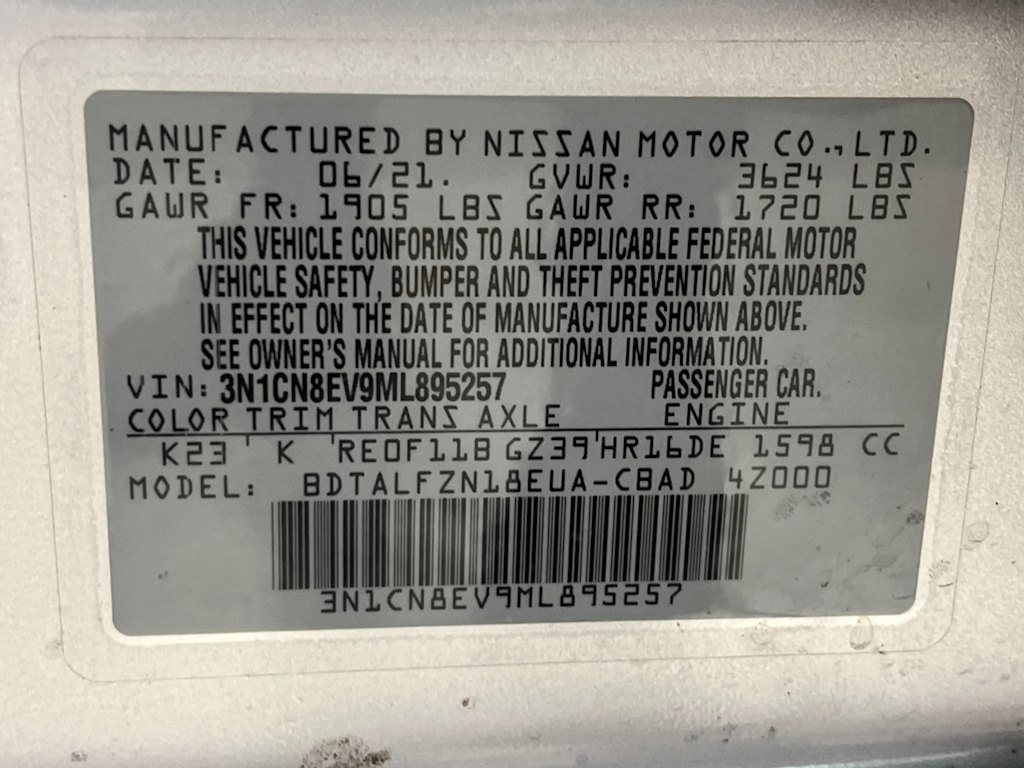 MANUFACTURED BY NISSAN MOTOR CO., LTD.
DATE: 06/21. GVWR: 3624 LBS
GAWR FR: 1905 LBS GAWR RR: 1720 LBS
THIS VEHICLE CONFORMS TO ALL APPLICABLE FEDERAL MOTOR
VEHICLE SAFETY, BUMPER AND THEFT PREVENTION STANDARDS
IN EFFECT ON THE DATE OF MANUFACTURE SHOWN ABOVE.
SEE OWNER'S MANUAL FOR ADDITIONAL INFORMATION.
VIN: 3N1CN8EV9ML895257 PASSENGER CAR.
COLOR TRIM TRANS AXLE ENGINE
K23 ' K ' RE0F11B GZ39 ' HR16DE 1598 CC
MODEL: BDTALFZN18EUA-CBAD 4Z000
3N1CN8EV9ML895257